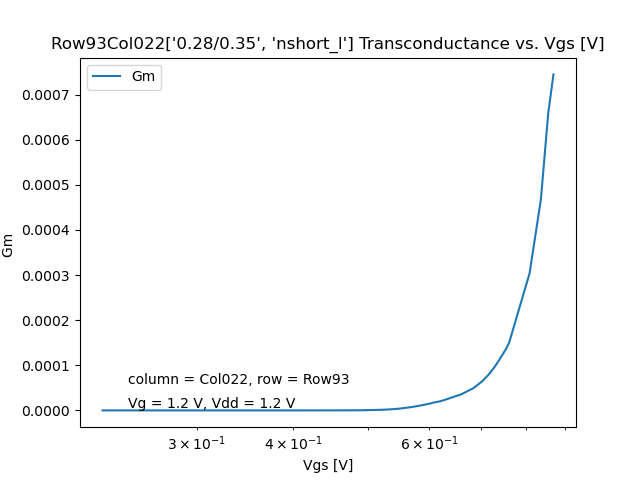 Row93Col022['0.28/0.35', 'nshort_l'] Transconductance vs. Vgs [V]
Gm
0.0007
0.0006
0.0005
0.0004
0.0003
0.0002
0.0001
0.0000
Gm
column = Col022, row = Row93
Vg = 1.2 V, Vdd = 1.2 V
3 × 10⁻¹ 4 × 10⁻¹ 6 × 10⁻¹
Vgs [V]